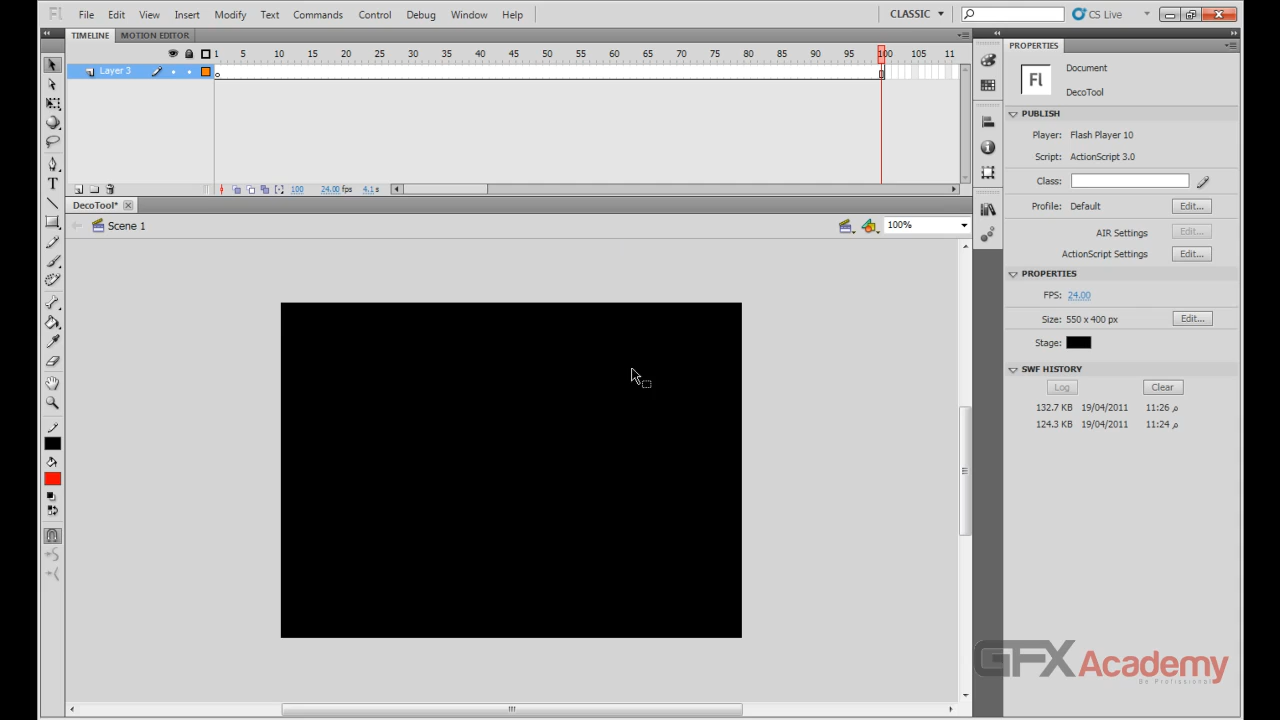 Fl File Edit View Insert Modify Text Commands Control Debug Window Help CLASSIC CS Live
TIMELINE MOTION EDITOR
1 5 10 15 20 25 30 35 40 45 50 55 60 65 70 75 80 85 90 95 100 105 11
Layer 3
100 24.00 fps 4.1s
DecoTool*
Scene 1 100%
PROPERTIES
Fl
Document
DecoTool
PUBLISH
Player: Flash Player 10
Script: ActionScript 3.0
Class:
Profile: Default Edit...
AIR Settings Edit...
ActionScript Settings Edit...
PROPERTIES
FPS: 24.00
Size: 550 x 400 px Edit...
Stage:
SWF HISTORY
Log Clear
132.7 KB 19/04/2011 11:26 م
124.3 KB 19/04/2011 11:24 م
GFX Academy
Be Profissional